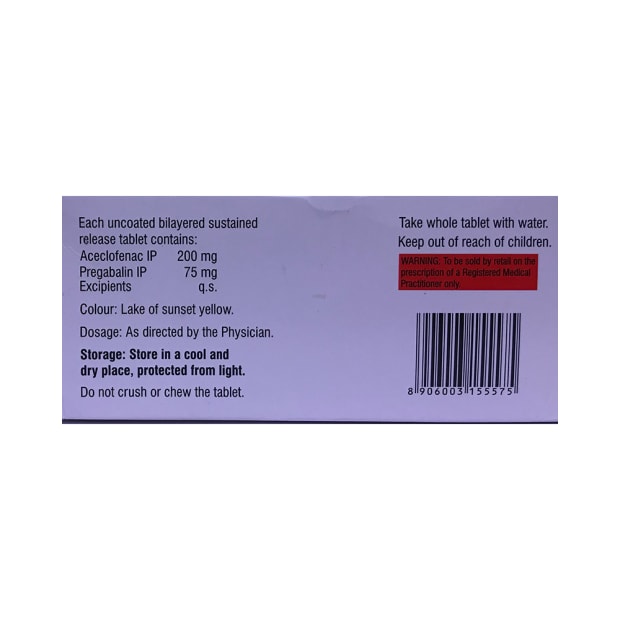 Each uncoated bilayered sustained
release tablet contains:
Aceclofenac IP 200 mg
Pregabalin IP 75 mg
Excipients q.s.
Colour: Lake of sunset yellow.
Dosage: As directed by the Physician.
Storage: Store in a cool and
dry place, protected from light.
Do not crush or chew the tablet.
Take whole tablet with water.
Keep out of reach of children.
WARNING: To be sold by retail on the
prescription of a Registered Medical
Practitioner only.
8 906003 155575